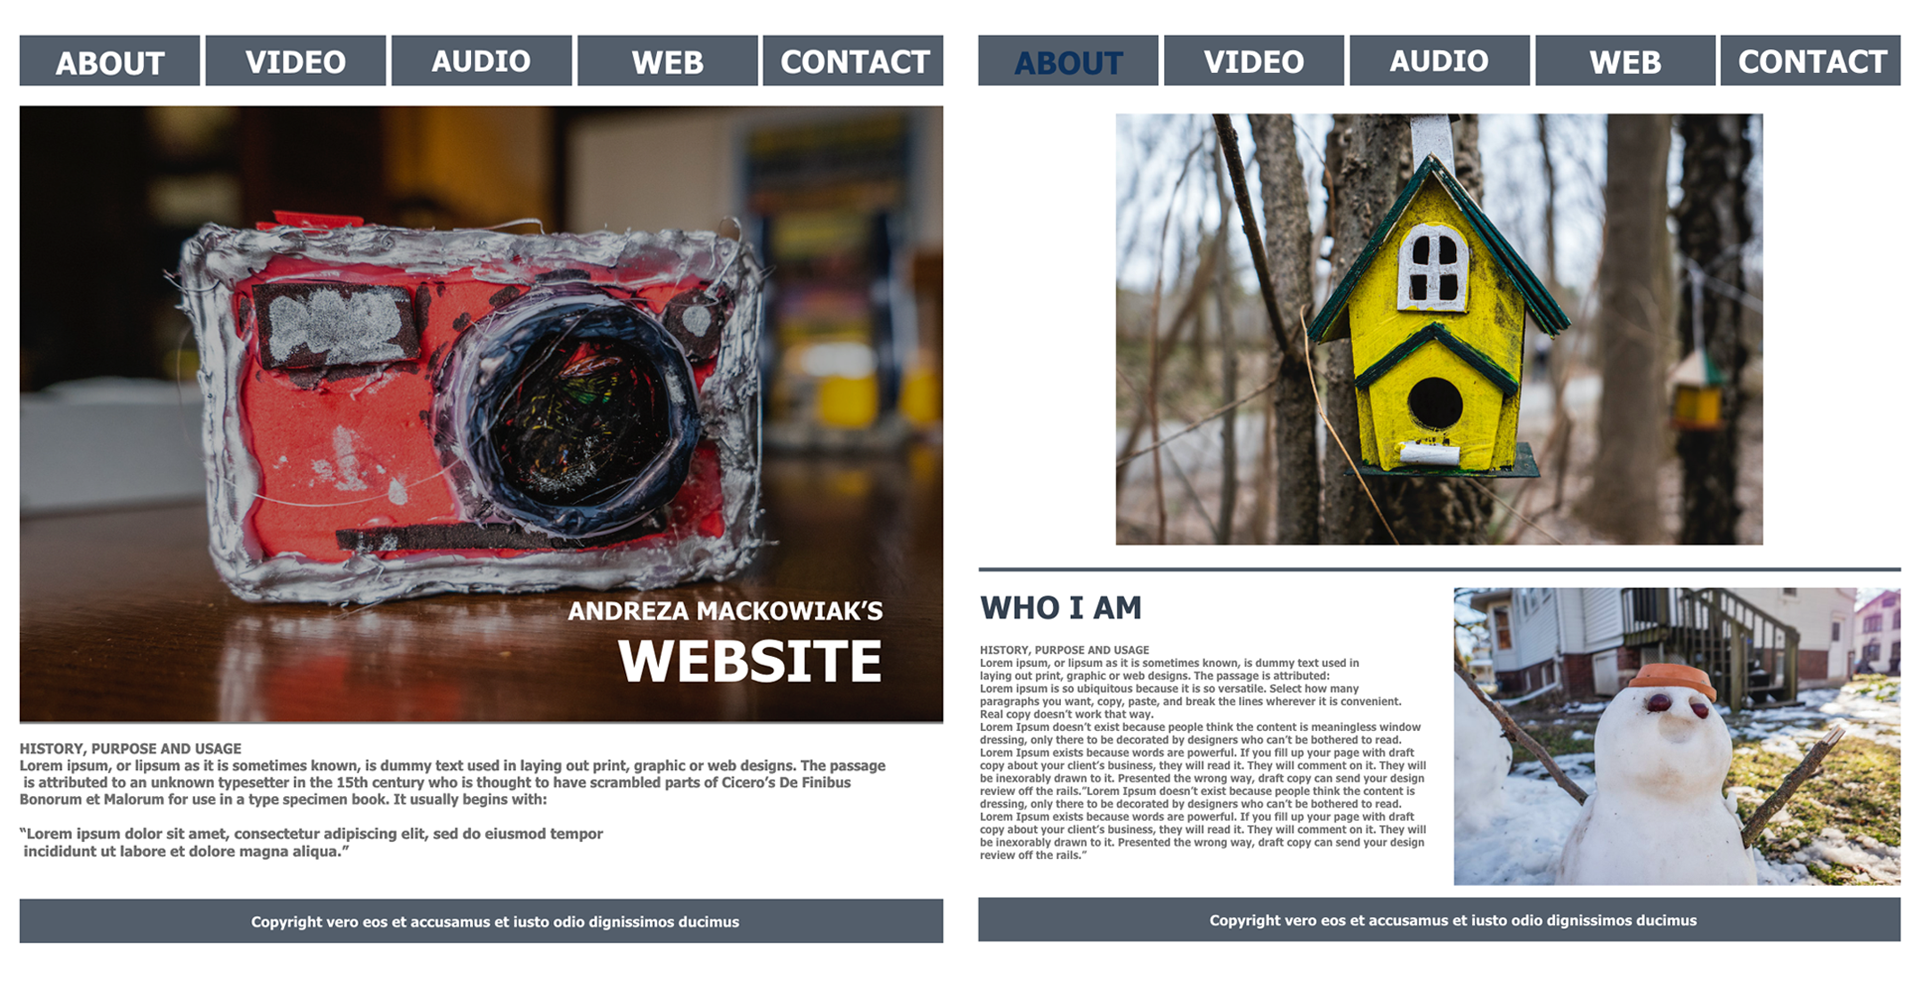 ABOUT VIDEO AUDIO WEB CONTACT
ANDREZA MACKOWIAK’S
WEBSITE
HISTORY, PURPOSE AND USAGE
Lorem ipsum, or lipsum as it is sometimes known, is dummy text used in laying out print, graphic or web designs. The passage
is attributed to an unknown typesetter in the 15th century who is thought to have scrambled parts of Cicero’s De Finibus
Bonorum et Malorum for use in a type specimen book. It usually begins with:
“Lorem ipsum dolor sit amet, consectetur adipiscing elit, sed do eiusmod tempor
incididunt ut labore et dolore magna aliqua.”
Copyright vero eos et accusamus et iusto odio dignissimos ducimus
ABOUT VIDEO AUDIO WEB CONTACT
WHO I AM
HISTORY, PURPOSE AND USAGE
Lorem ipsum, or lipsum as it is sometimes known, is dummy text used in
laying out print, graphic or web designs. The passage is attributed:
Lorem ipsum is so ubiquitous because it is so versatile. Select how many
paragraphs you want, copy, paste, and break the lines wherever it is convenient.
Real copy doesn’t work that way.
Lorem Ipsum doesn’t exist because people think the content is meaningless window
dressing, only there to be decorated by designers who can’t be bothered to read.
Lorem Ipsum exists because words are powerful. If you fill up your page with draft
copy about your client’s business, they will read it. They will comment on it. They will
be inexorably drawn to it. Presented the wrong way, draft copy can send your design
review off the rails.”Lorem Ipsum doesn’t exist because people think the content is
dressing, only there to be decorated by designers who can’t be bothered to read.
Lorem Ipsum exists because words are powerful. If you fill up your page with draft
copy about your client’s business, they will read it. They will comment on it. They will
be inexorably drawn to it. Presented the wrong way, draft copy can send your design
review off the rails.”
Copyright vero eos et accusamus et iusto odio dignissimos ducimus